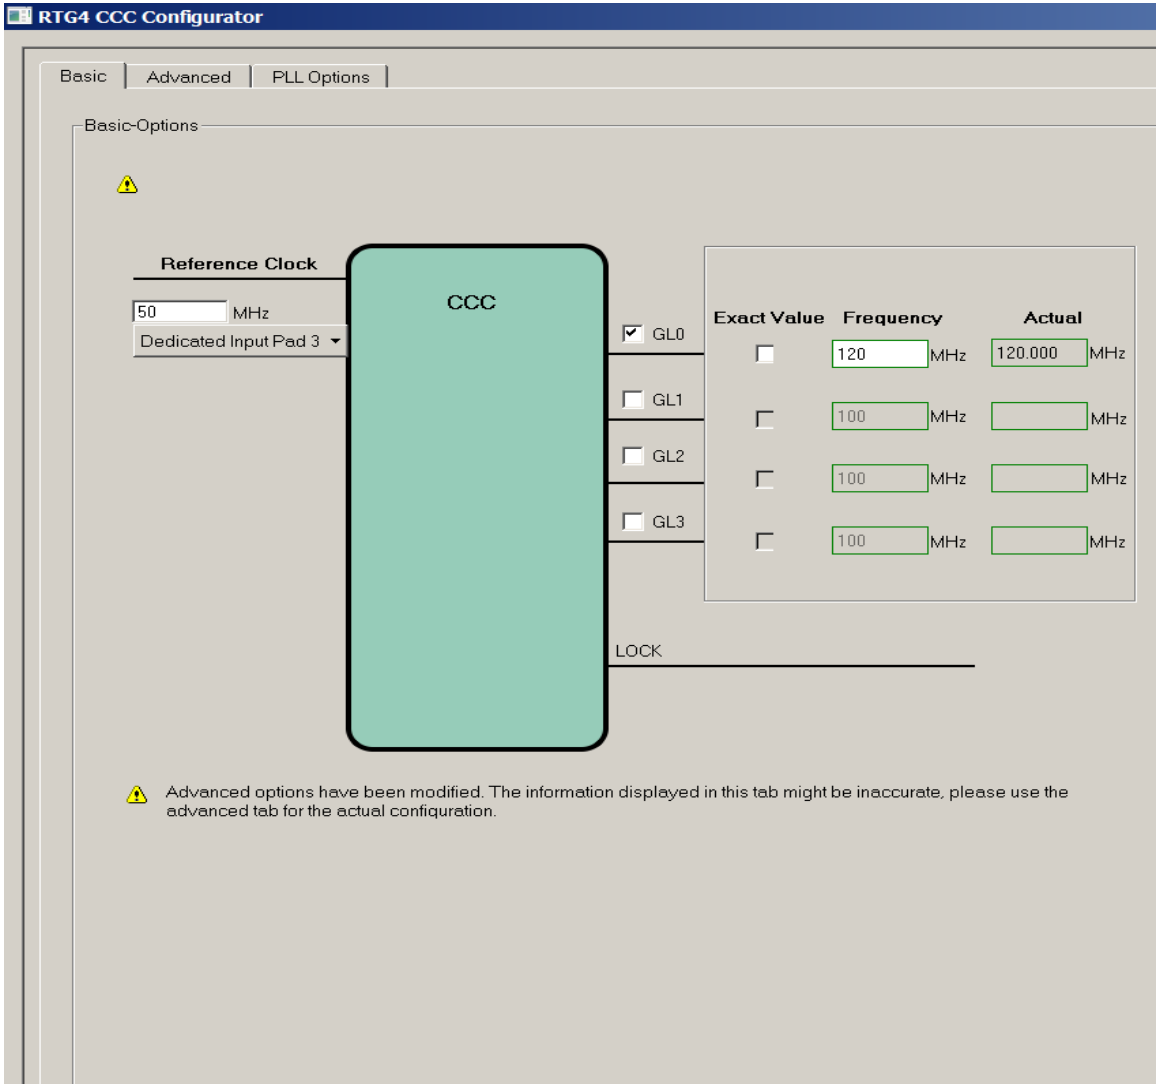 RTG4 CCC Configurator
Basic Advanced PLL Options
Basic-Options
Reference Clock
50 MHz
Dedicated Input Pad 3
CCC
Exact Value Frequency Actual
GL0 120 MHz 120.000 MHz
GL1 100 MHz MHz
GL2 100 MHz MHz
GL3 100 MHz MHz
LOCK
Advanced options have been modified. The information displayed in this tab might be inaccurate, please use the
advanced tab for the actual configuration.